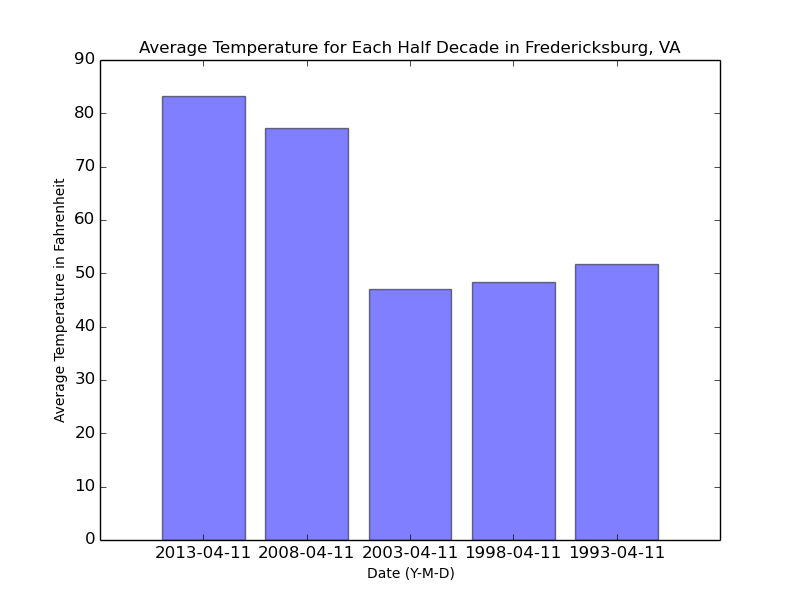 Average Temperature for Each Half Decade in Fredericksburg, VA
90
80
70
60
50
40
30
20
10
0
Average Temperature in Fahrenheit
2013-04-11 2008-04-11 2003-04-11 1998-04-11 1993-04-11
Date (Y-M-D)